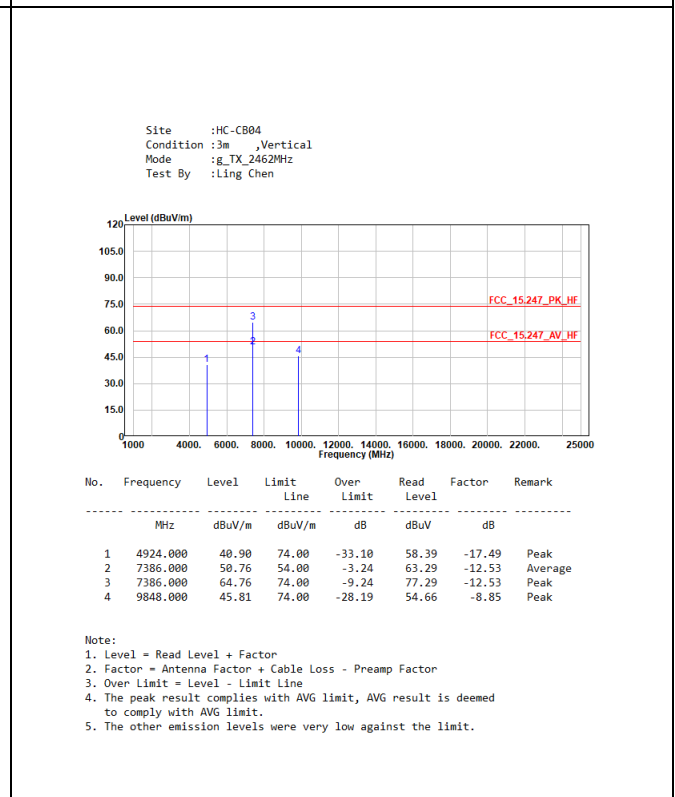 Site      :HC-CB04
Condition :3m    ,Vertical
Mode      :g_TX_2462MHz
Test By   :Ling Chen
Level (dBuV/m)
120
105.0
90.0
75.0
FCC_15.247_PK_HF
3
60.0
FCC_15.247_AV_HF
2
45.0
1
4
30.0
15.0
0
1000 4000. 6000. 8000. 10000. 12000. 14000. 16000. 18000. 20000. 22000. 25000
Frequency (MHz)
No. Frequency Level Limit Over Read Factor Remark
Line Limit Level
------ ----------- -------- --------- -------- -------- -------- ---------
MHz dBuV/m dBuV/m dB dBuV dB
1 4924.000 40.90 74.00 -33.10 58.39 -17.49 Peak
2 7386.000 50.76 54.00 -3.24 63.29 -12.53 Average
3 7386.000 64.76 74.00 -9.24 77.29 -12.53 Peak
4 9848.000 45.81 74.00 -28.19 54.66 -8.85 Peak
Note:
1. Level = Read Level + Factor
2. Factor = Antenna Factor + Cable Loss - Preamp Factor
3. Over Limit = Level - Limit Line
4. The peak result complies with AVG limit, AVG result is deemed
to comply with AVG limit.
5. The other emission levels were very low against the limit.